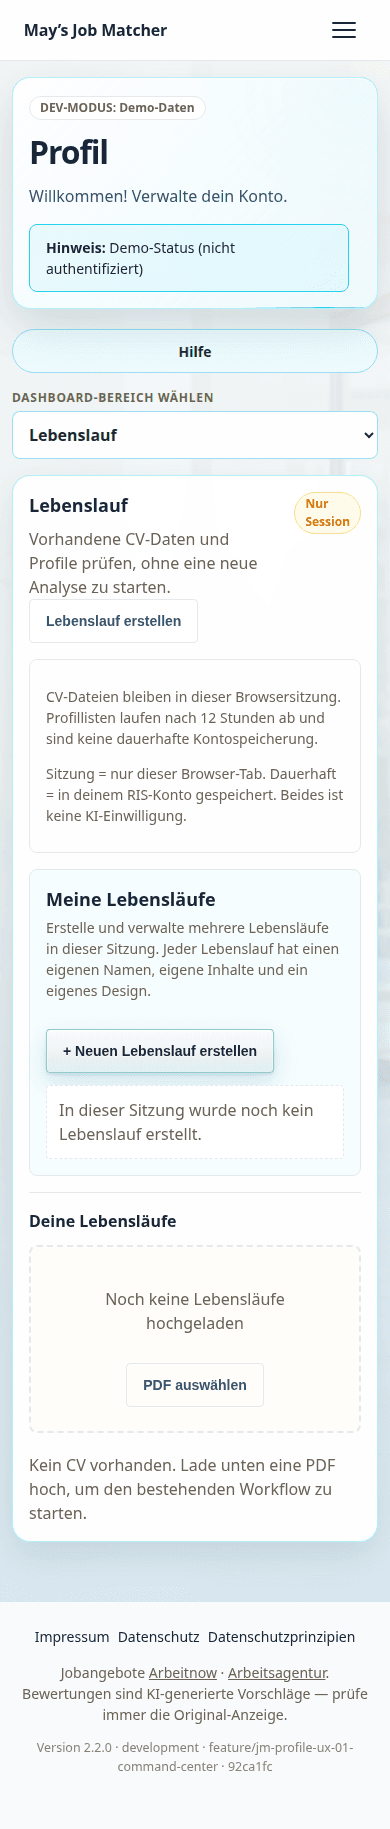 May’s Job Matcher
DEV-MODUS: Demo-Daten
Profil
Willkommen! Verwalte dein Konto.
Hinweis: Demo-Status (nicht
authentifiziert)
Hilfe
DASHBOARD-BEREICH WÄHLEN
Lebenslauf
Lebenslauf
Nur
Session
Vorhandene CV-Daten und
Profile prüfen, ohne eine neue
Analyse zu starten.
Lebenslauf erstellen
CV-Dateien bleiben in dieser Browsersitzung.
Profillisten laufen nach 12 Stunden ab und
sind keine dauerhafte Kontospeicherung.
Sitzung = nur dieser Browser-Tab. Dauerhaft
= in deinem RIS-Konto gespeichert. Beides ist
keine KI-Einwilligung.
Meine Lebensläufe
Erstelle und verwalte mehrere Lebensläufe
in dieser Sitzung. Jeder Lebenslauf hat einen
eigenen Namen, eigene Inhalte und ein
eigenes Design.
+ Neuen Lebenslauf erstellen
In dieser Sitzung wurde noch kein
Lebenslauf erstellt.
Deine Lebensläufe
Noch keine Lebensläufe
hochgeladen
PDF auswählen
Kein CV vorhanden. Lade unten eine PDF
hoch, um den bestehenden Workflow zu
starten.
Impressum Datenschutz Datenschutzprinzipien
Jobangebote Arbeitnow · Arbeitsagentur.
Bewertungen sind KI-generierte Vorschläge — prüfe
immer die Original-Anzeige.
Version 2.2.0 · development · feature/jm-profile-ux-01-
command-center · 92ca1fc